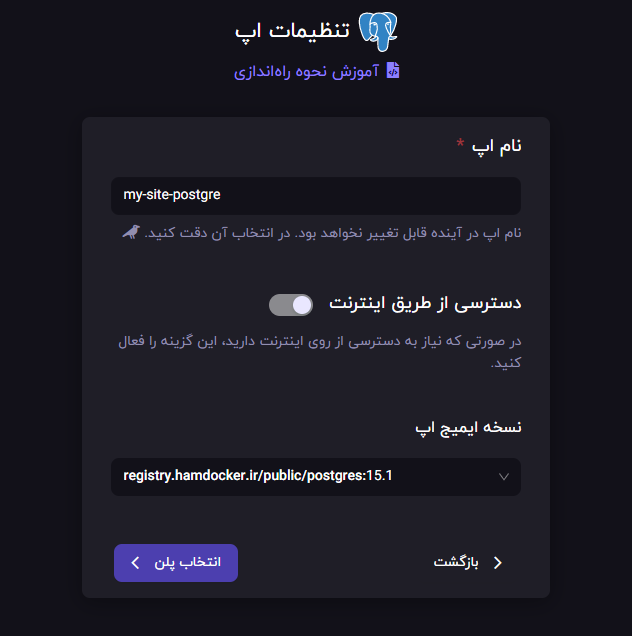 تنظیمات اپ
آموزش نحوه راه‌اندازی
نام اپ *
my-site-postgre
نام اپ در آینده قابل تغییر نخواهد بود. در انتخاب آن دقت کنید.
دسترسی از طریق اینترنت
در صورتی که نیاز به دسترسی از روی اینترنت دارید، این گزینه را فعال
کنید.
نسخه ایمیج اپ
registry.hamdocker.ir/public/postgres:15.1
بازگشت
انتخاب پلن